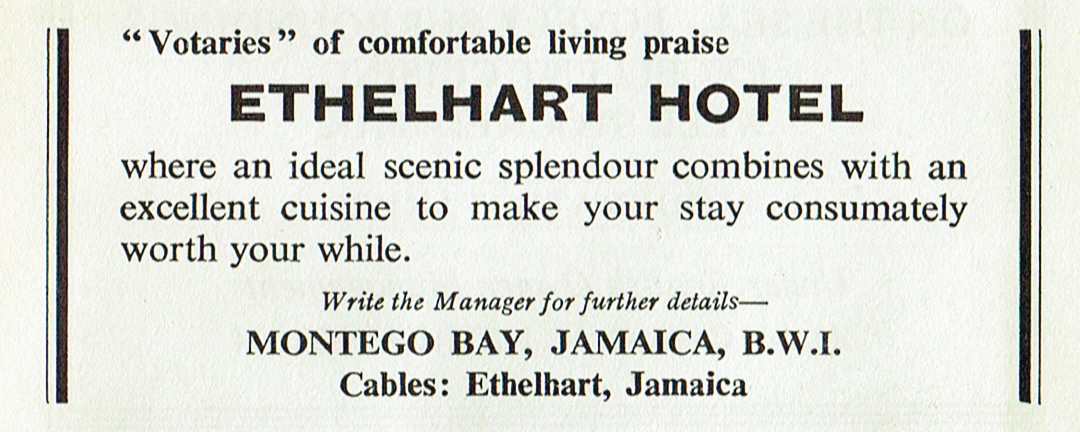 “Votaries” of comfortable living praise
ETHELHART HOTEL
where an ideal scenic splendour combines with an
excellent cuisine to make your stay consumately
worth your while.
Write the Manager for further details—
MONTEGO BAY, JAMAICA, B.W.I.
Cables: Ethelhart, Jamaica